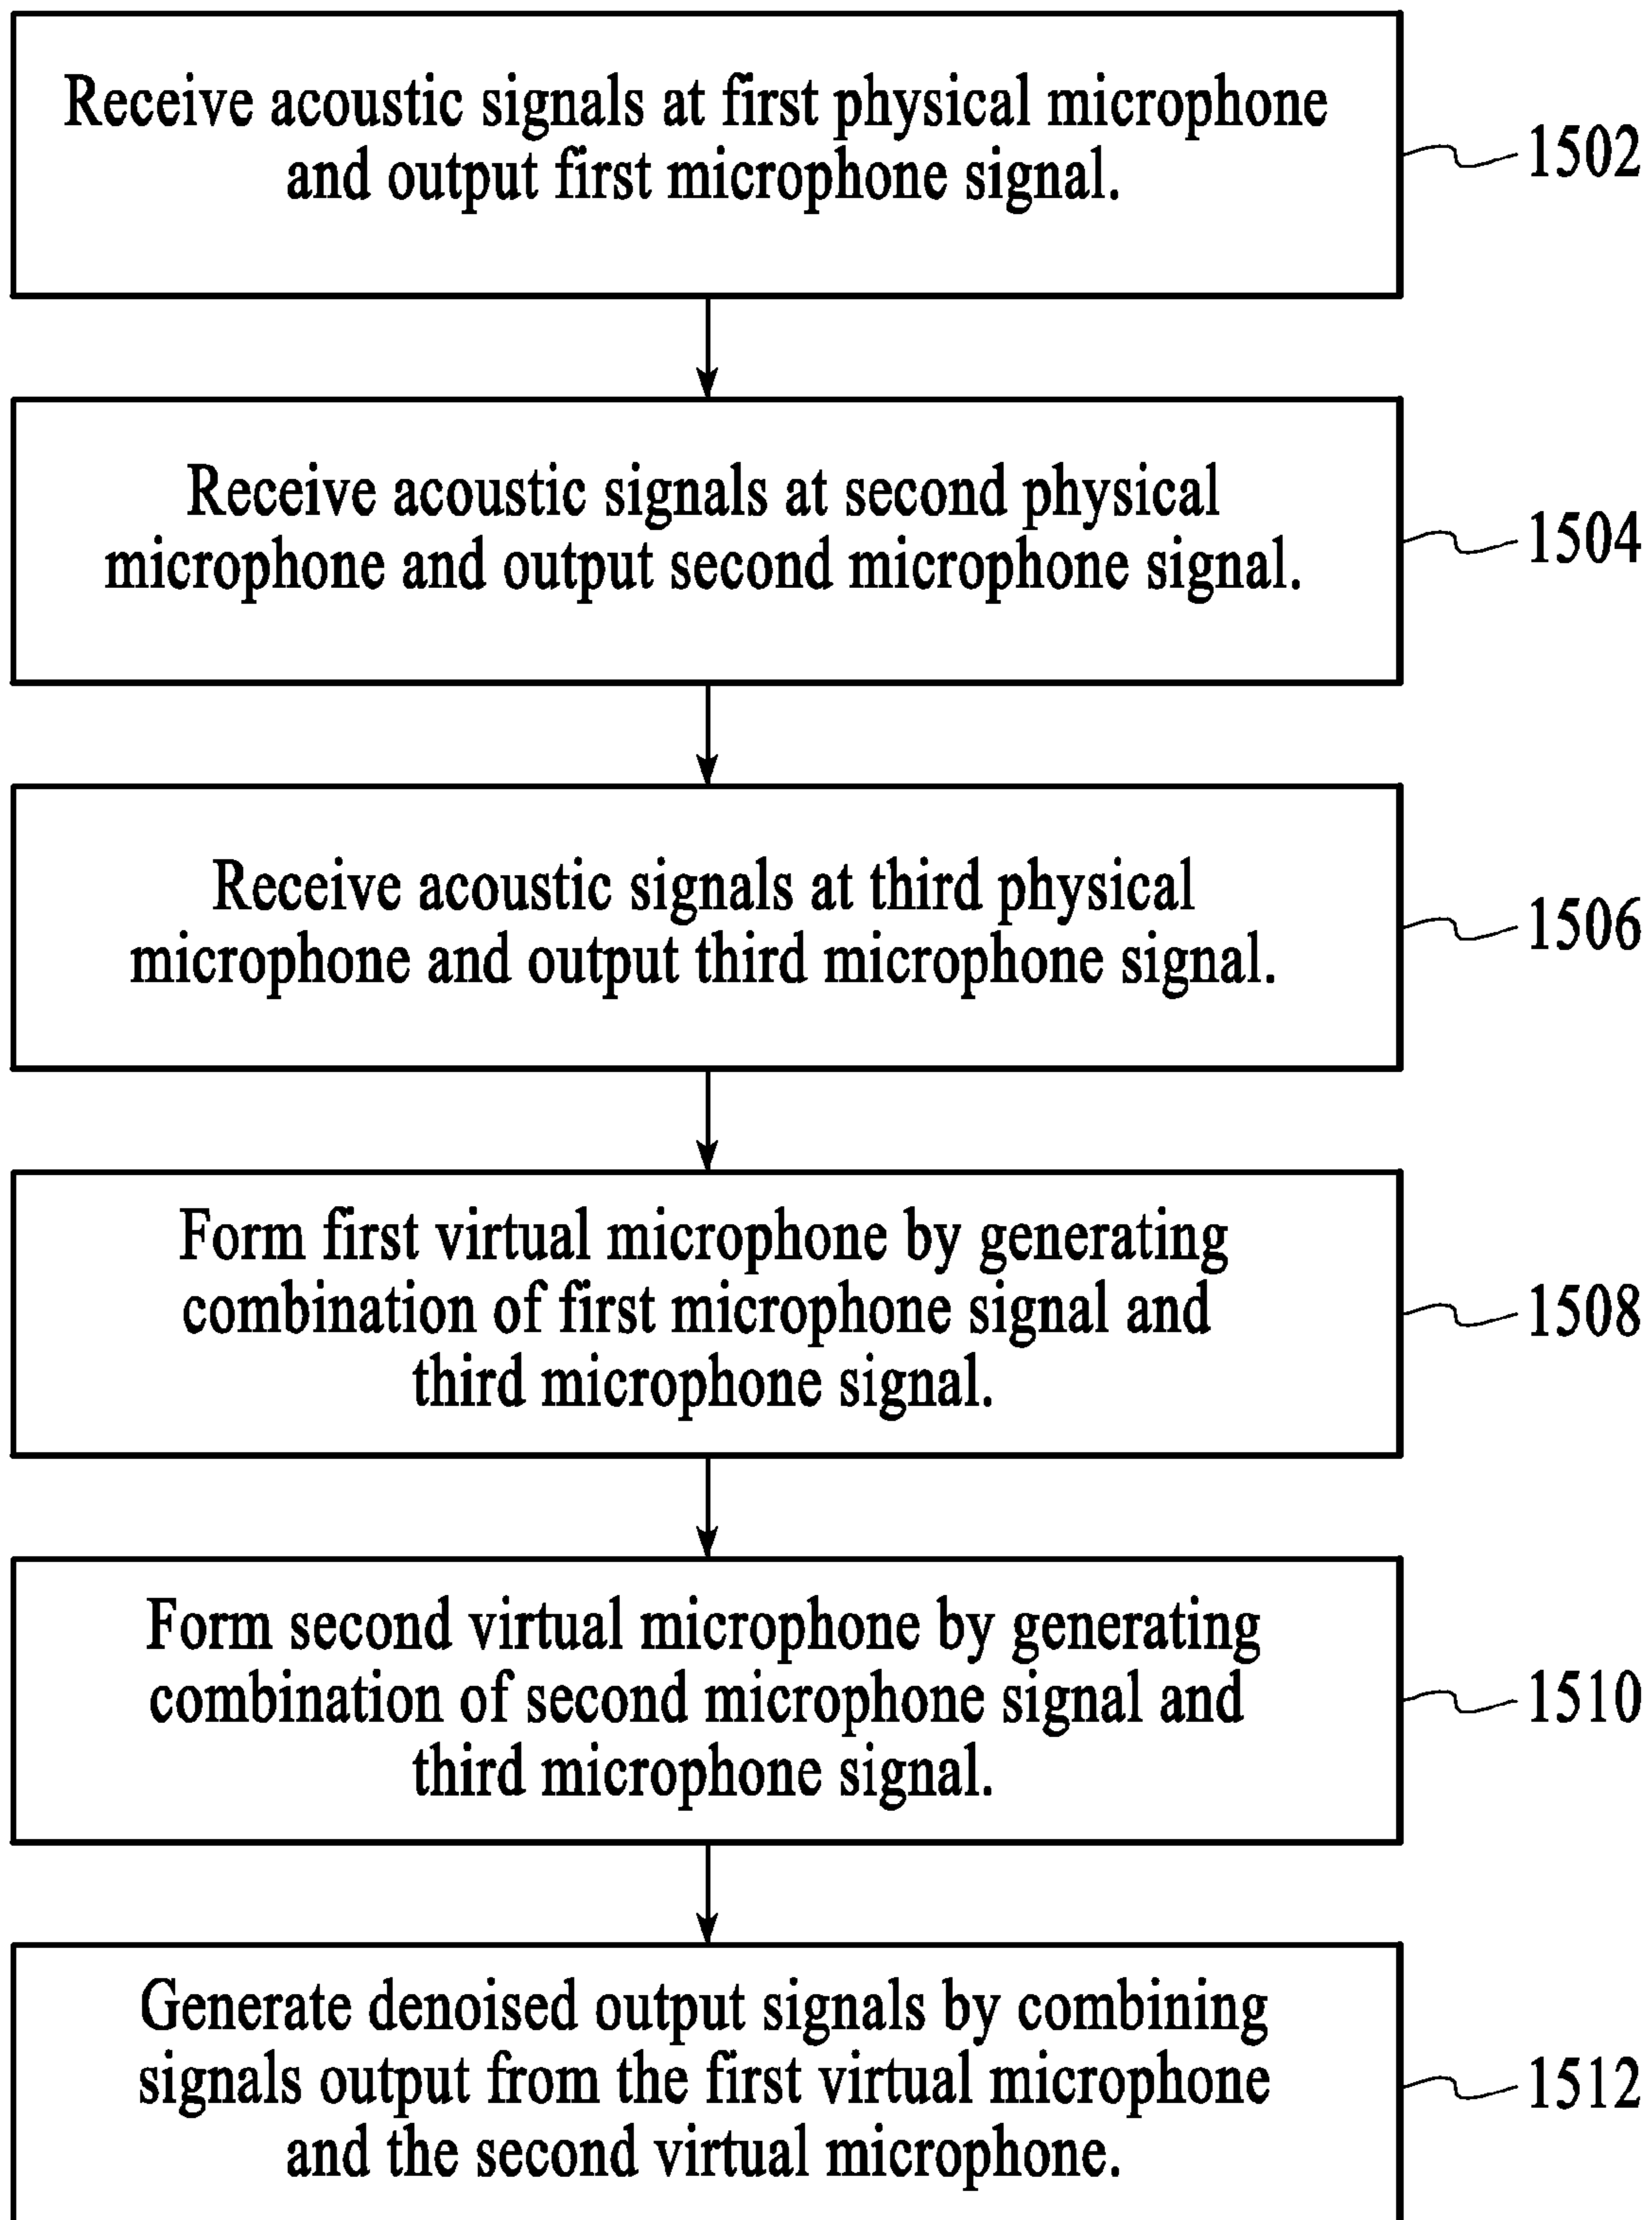 Receive acoustic signals at first physical microphone
and output first microphone signal.
1502
Receive acoustic signals at second physical
microphone and output second microphone signal.
1504
Receive acoustic signals at third physical
microphone and output third microphone signal.
1506
Form first virtual microphone by generating
combination of first microphone signal and
third microphone signal.
1508
Form second virtual microphone by generating
combination of second microphone signal and
third microphone signal.
1510
Generate denoised output signals by combining
signals output from the first virtual microphone
and the second virtual microphone.
1512